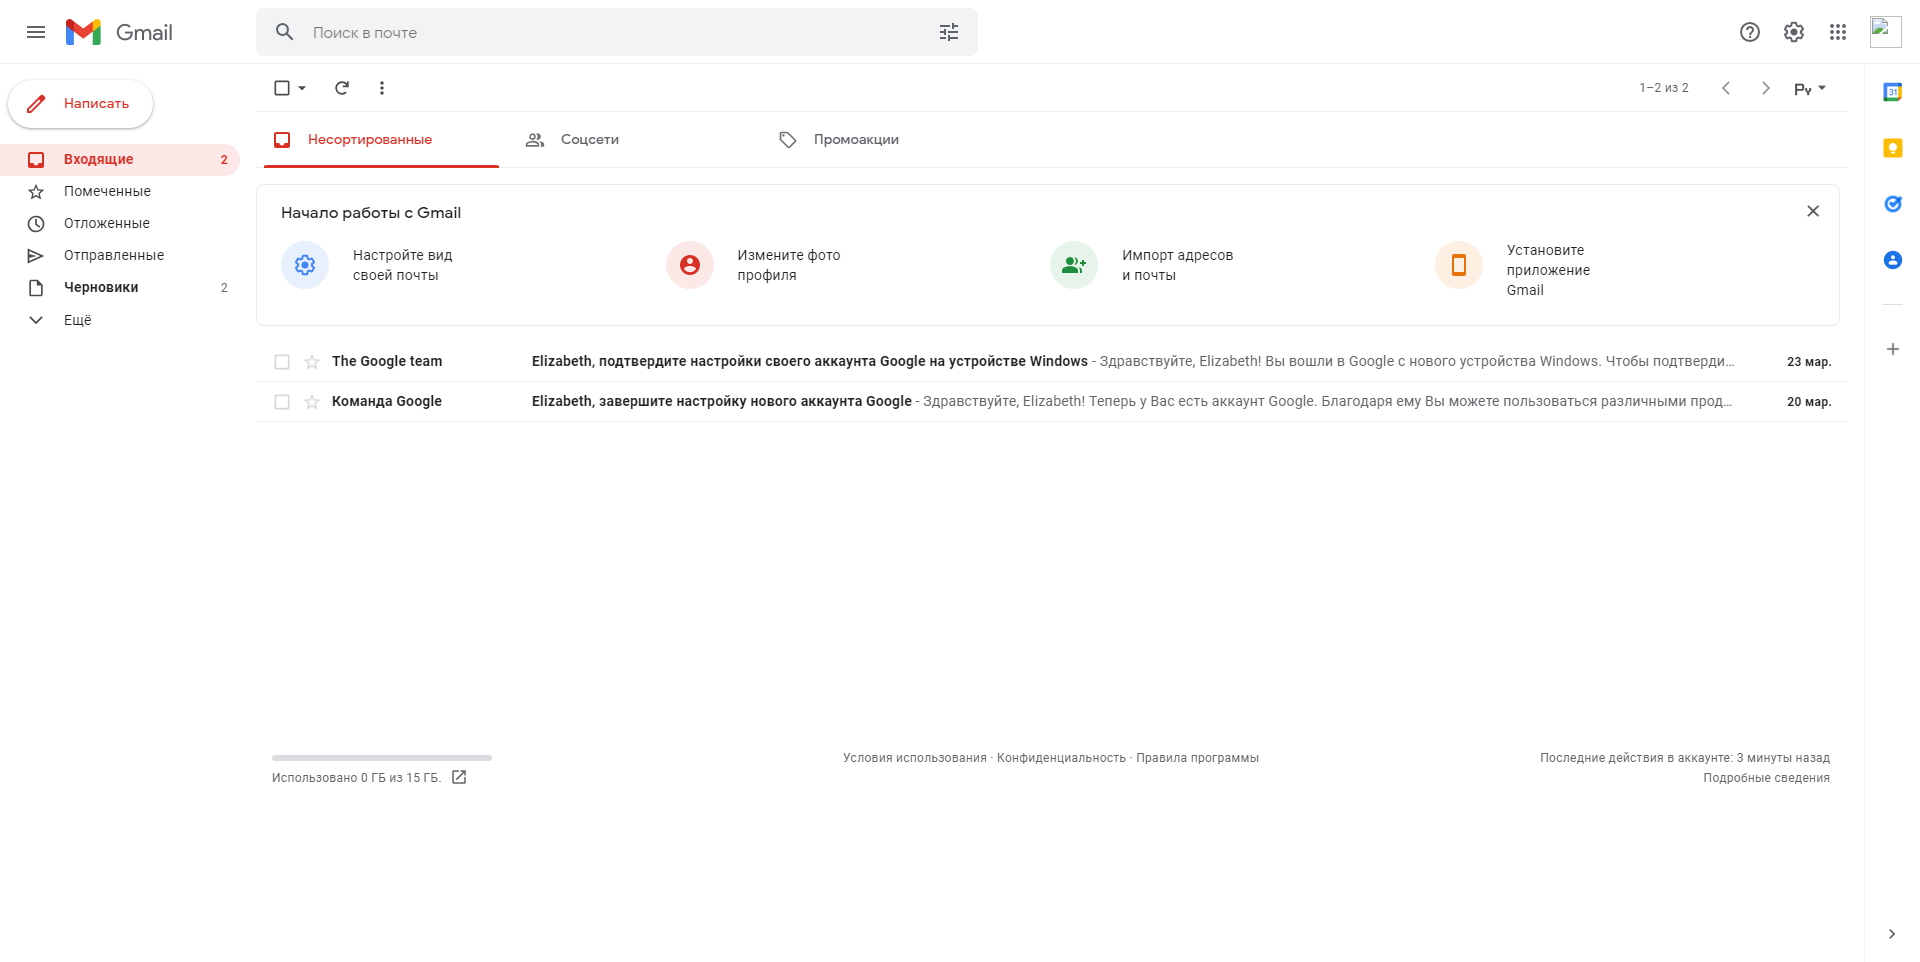 Gmail
Поиск в почте
Написать
1–2 из 2
Ру
Входящие 2
Помеченные
Отложенные
Отправленные
Черновики 2
Ещё
Несортированные
Соцсети
Промоакции
Начало работы с Gmail
Настройте вид
своей почты
Измените фото
профиля
Импорт адресов
и почты
Установите
приложение
Gmail
The Google team Elizabeth, подтвердите настройки своего аккаунта Google на устройстве Windows - Здравствуйте, Elizabeth! Вы вошли в Google с нового устройства Windows. Чтобы подтверди… 23 мар.
Команда Google Elizabeth, завершите настройку нового аккаунта Google - Здравствуйте, Elizabeth! Теперь у Вас есть аккаунт Google. Благодаря ему Вы можете пользоваться различными прод… 20 мар.
Использовано 0 ГБ из 15 ГБ.
Условия использования · Конфиденциальность · Правила программы
Последние действия в аккаунте: 3 минуты назад
Подробные сведения
31